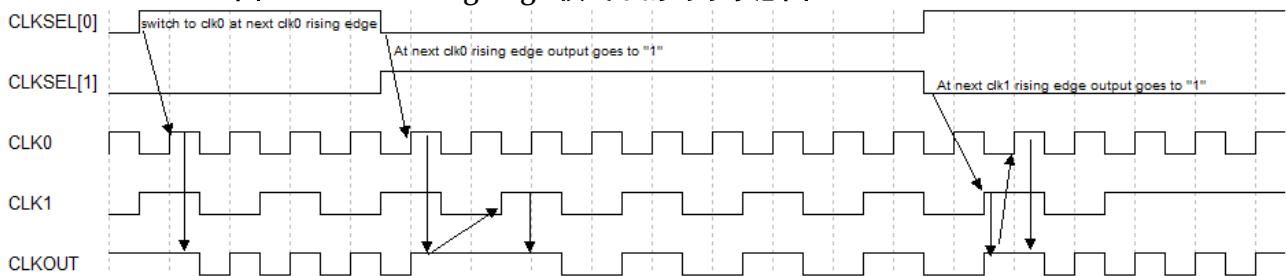 CLKSEL[0]
switch to clk0 at next clk0 rising edge
At next clk0 rising edge output goes to "1"
CLKSEL[1]
At next clk1 rising edge output goes to "1"
CLK0
CLK1
CLKOUT